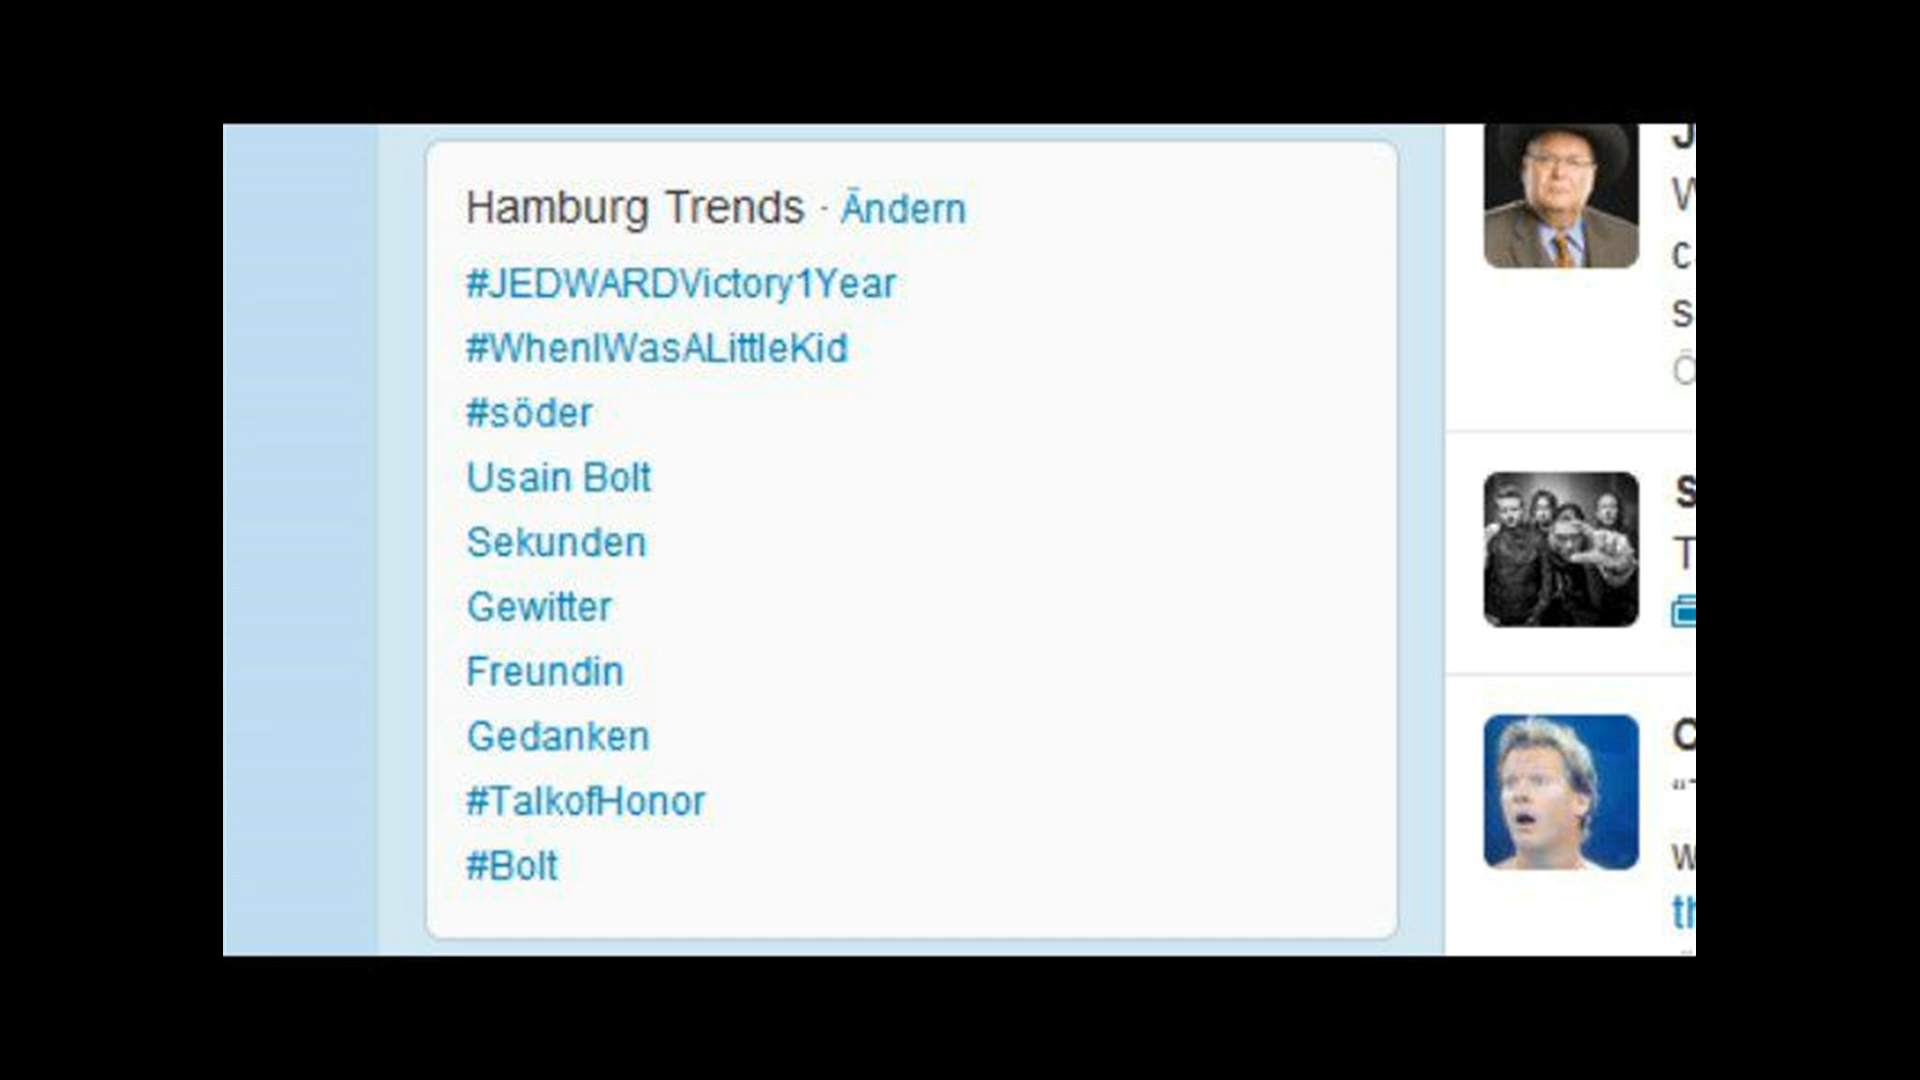 Hamburg Trends · Ändern
#JEDWARDVictory1Year
#WhenIWasALittleKid
#söder
Usain Bolt
Sekunden
Gewitter
Freundin
Gedanken
#TalkofHonor
#Bolt